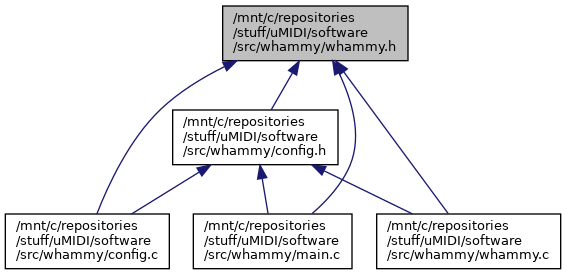 /mnt/c/repositories
/stuff/uMIDI/software
/src/whammy/whammy.h
/mnt/c/repositories
/stuff/uMIDI/software
/src/whammy/config.h
/mnt/c/repositories
/stuff/uMIDI/software
/src/whammy/config.c
/mnt/c/repositories
/stuff/uMIDI/software
/src/whammy/main.c
/mnt/c/repositories
/stuff/uMIDI/software
/src/whammy/whammy.c